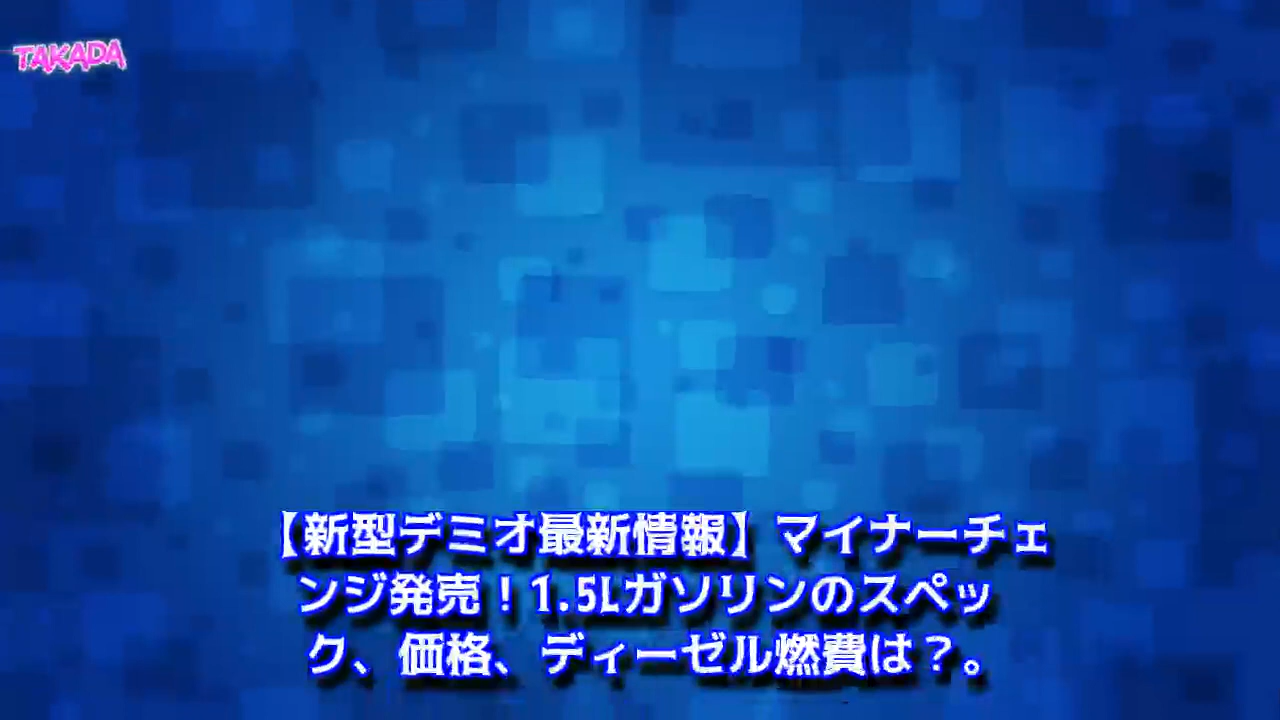 TAKADA
【新型デミオ最新情報】マイナーチェ
ンジ発売！1.5Lガソリンのスペッ
ク、価格、ディーゼル燃費は？。